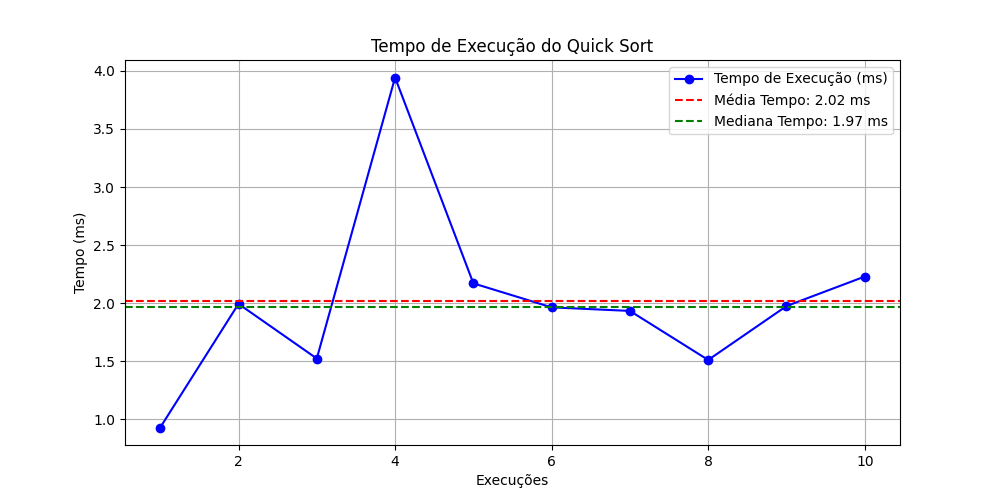 Tempo de Execução do Quick Sort
Tempo de Execução (ms)
Média Tempo: 2.02 ms
Mediana Tempo: 1.97 ms
Tempo (ms)
4.0
3.5
3.0
2.5
2.0
1.5
1.0
2 4 6 8 10
Execuções